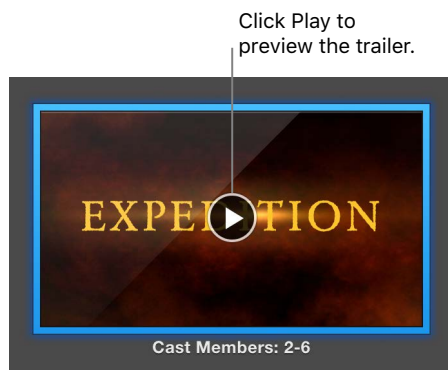 Click Play to
preview the trailer.
EXPEDITION
Cast Members: 2-6